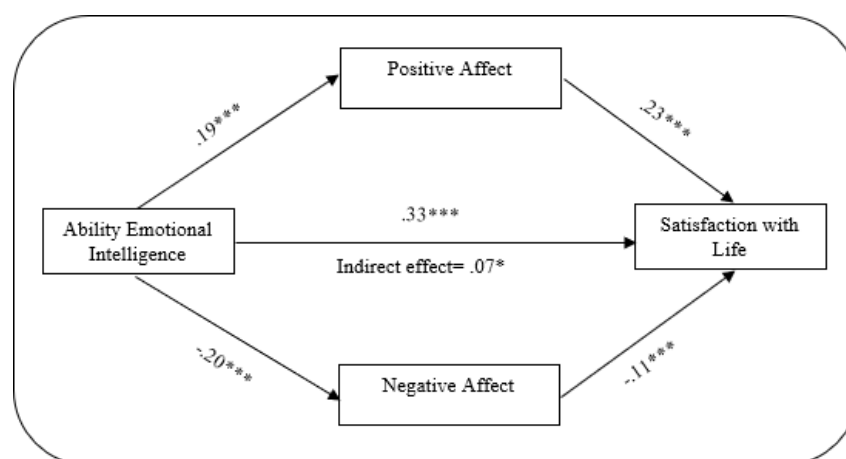 Positive Affect
.19***
.23***
.33***
Ability Emotional
Intelligence
Satisfaction with
Life
Indirect effect= .07*
-.20***
Negative Affect
-.11***